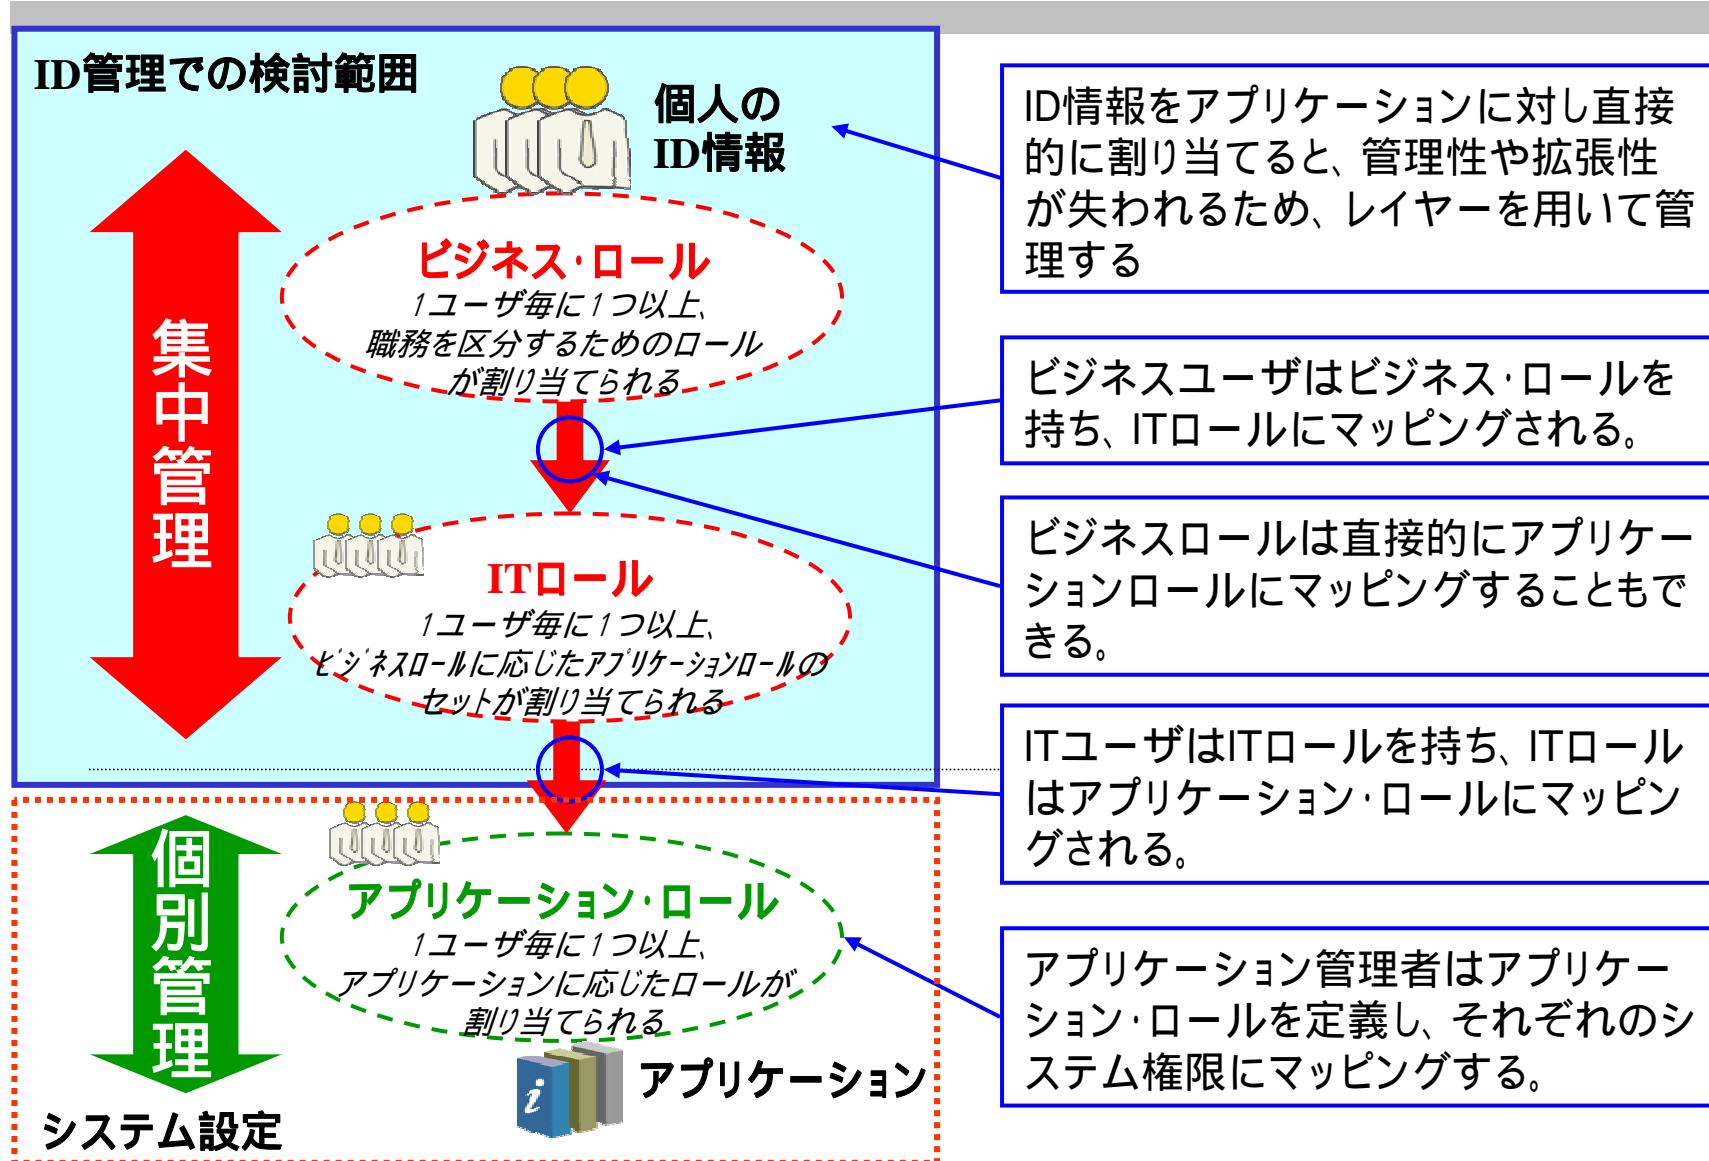 ID管理での検討範囲
個人の
ID情報
集中管理
ビジネス・ロール
1ユーザ毎に1つ以上、
職務を区分するためのロール
が割り当てられる
ITロール
1ユーザ毎に1つ以上、
ﾋﾞｼﾞﾈｽﾛｰﾙに応じたｱﾌﾟﾘｹｰｼｮﾝﾛｰﾙの
セットが割り当てられる
個別管理
アプリケーション・ロール
1ユーザ毎に1つ以上、
アプリケーションに応じたロールが
割り当てられる
i
アプリケーション
システム設定
ID情報をアプリケーションに対し直接
的に割り当てると、管理性や拡張性
が失われるため、レイヤーを用いて管
理する
ビジネスユーザはビジネス・ロールを
持ち、ITロールにマッピングされる。
ビジネスロールは直接的にアプリケー
ションロールにマッピングすることもで
きる。
ITユーザはITロールを持ち、ITロール
はアプリケーション・ロールにマッピン
グされる。
アプリケーション管理者はアプリケー
ション・ロールを定義し、それぞれのシ
ステム権限にマッピングする。